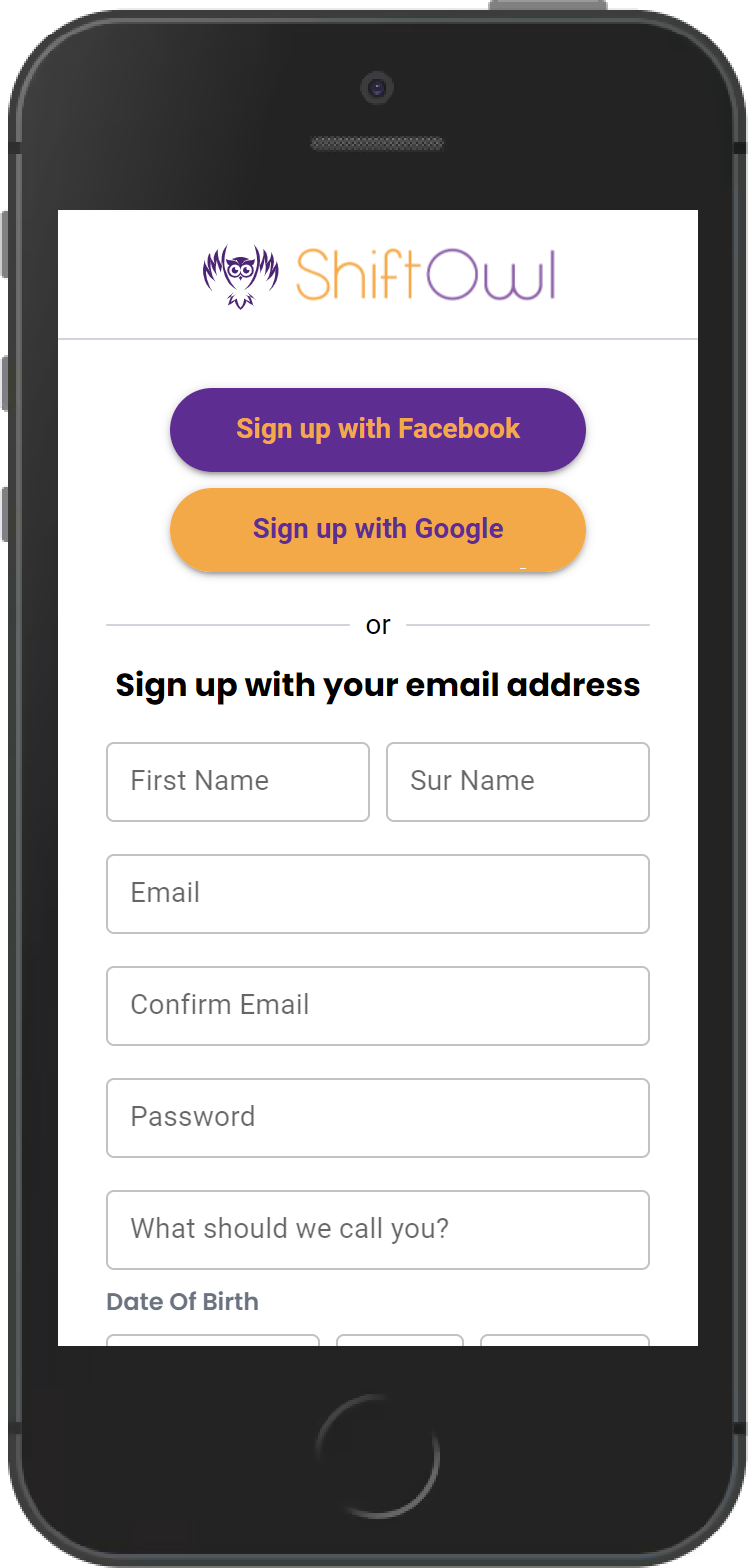 ShiftOwl
Sign up with Facebook
Sign up with Google
or
Sign up with your email address
First Name
Sur Name
Email
Confirm Email
Password
What should we call you?
Date Of Birth